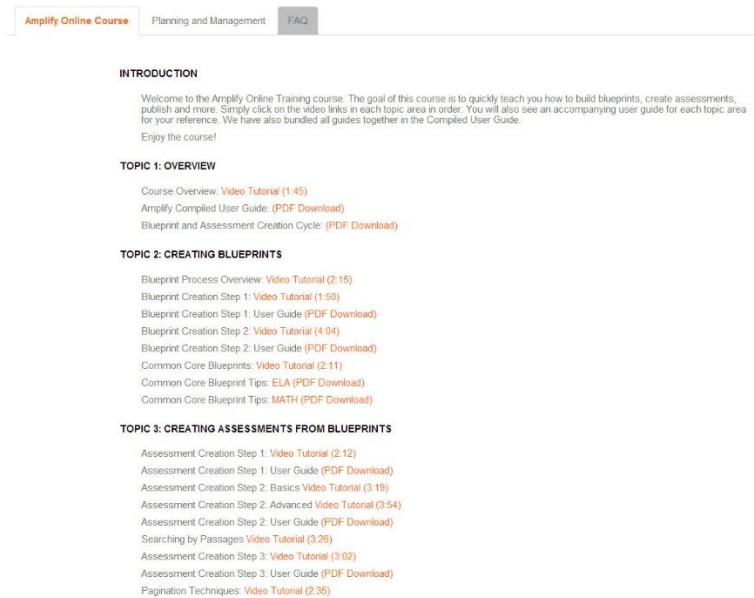 Amplify Online Course Planning and Management FAQ
INTRODUCTION
Welcome to the Amplify Online Training course. The goal of this course is to quickly teach you how to build blueprints, create assessments,
publish and more. Simply click on the video links in each topic area in order. You will also see an accompanying user guide for each topic area
for your reference. We have also bundled all guides together in the Compiled User Guide.
Enjoy the course!
TOPIC 1: OVERVIEW
Course Overview: Video Tutorial (1:45)
Amplify Compiled User Guide: (PDF Download)
Blueprint and Assessment Creation Cycle: (PDF Download)
TOPIC 2: CREATING BLUEPRINTS
Blueprint Process Overview: Video Tutorial (2:15)
Blueprint Creation Step 1: Video Tutorial (1:50)
Blueprint Creation Step 1: User Guide (PDF Download)
Blueprint Creation Step 2: Video Tutorial (4:04)
Blueprint Creation Step 2: User Guide (PDF Download)
Common Core Blueprints: Video Tutorial (2:11)
Common Core Blueprint Tips: ELA (PDF Download)
Common Core Blueprint Tips: MATH (PDF Download)
TOPIC 3: CREATING ASSESSMENTS FROM BLUEPRINTS
Assessment Creation Step 1: Video Tutorial (2:12)
Assessment Creation Step 1: User Guide (PDF Download)
Assessment Creation Step 2: Basics Video Tutorial (3:19)
Assessment Creation Step 2: Advanced Video Tutorial (3:54)
Assessment Creation Step 2: User Guide (PDF Download)
Searching by Passages Video Tutorial (3:26)
Assessment Creation Step 3: Video Tutorial (3:02)
Assessment Creation Step 3: User Guide (PDF Download)
Pagination Techniques: Video Tutorial (2:35)